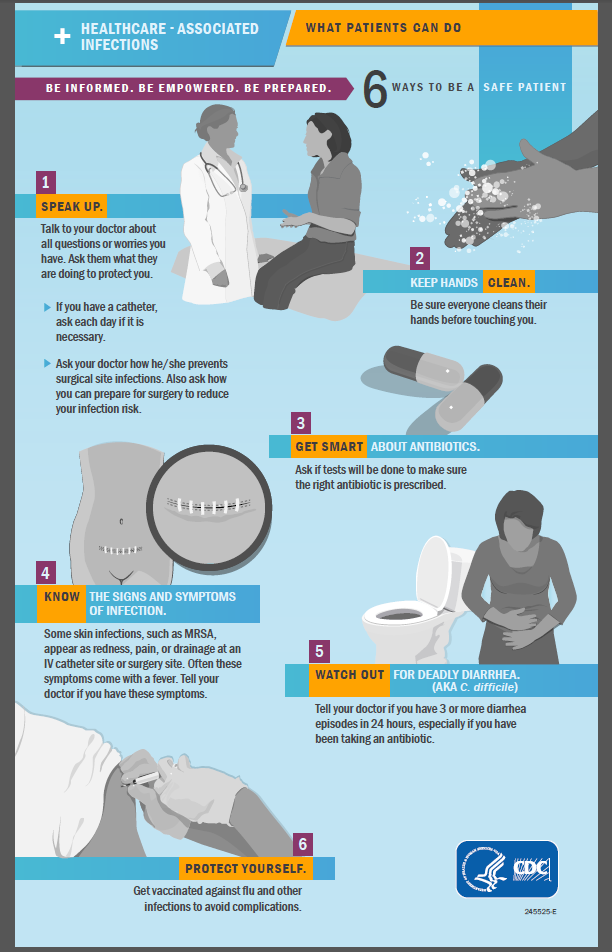 + HEALTHCARE - ASSOCIATED
INFECTIONS
WHAT PATIENTS CAN DO
BE INFORMED. BE EMPOWERED. BE PREPARED.
6 WAYS TO BE A SAFE PATIENT
1
SPEAK UP.
Talk to your doctor about
all questions or worries you
have. Ask them what they
are doing to protect you.
If you have a catheter,
ask each day if it is
necessary.
Ask your doctor how he/she prevents
surgical site infections. Also ask how
you can prepare for surgery to reduce
your infection risk.
2
KEEP HANDS CLEAN.
Be sure everyone cleans their
hands before touching you.
3
GET SMART ABOUT ANTIBIOTICS.
Ask if tests will be done to make sure
the right antibiotic is prescribed.
4
KNOW THE SIGNS AND SYMPTOMS
OF INFECTION.
Some skin infections, such as MRSA,
appear as redness, pain, or drainage at an
IV catheter site or surgery site. Often these
symptoms come with a fever. Tell your
doctor if you have these symptoms.
5
WATCH OUT FOR DEADLY DIARRHEA.
(AKA C. difficile)
Tell your doctor if you have 3 or more diarrhea
episodes in 24 hours, especially if you have
been taking an antibiotic.
6
PROTECT YOURSELF.
Get vaccinated against flu and other
infections to avoid complications.
CDC
245525-E